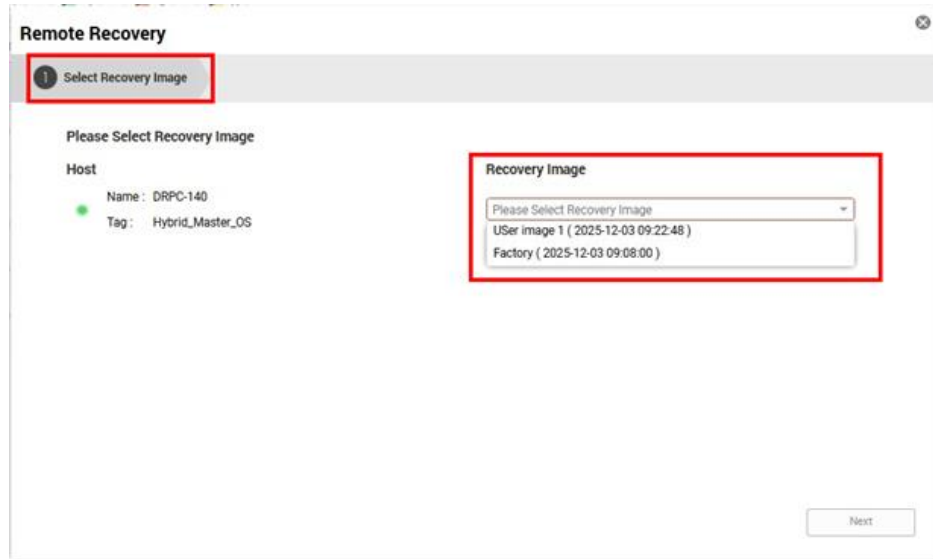 Remote Recovery
1 Select Recovery Image
Please Select Recovery Image
Host
Name : DRPC-140
Tag : Hybrid_Master_OS
Recovery Image
Please Select Recovery Image
USer image 1 ( 2025-12-03 09:22:48 )
Factory ( 2025-12-03 09:08:00 )
Next